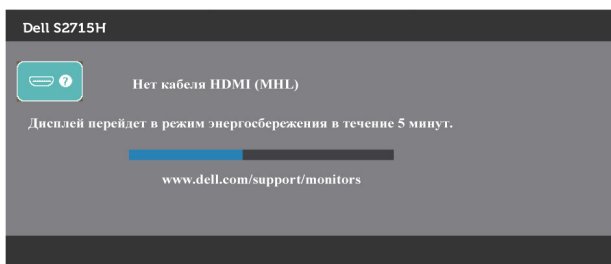 Dell S2715H
?
Нет кабеля HDMI (MHL)
Дисплей перейдет в режим энергосбережения в течение 5 минут.
www.dell.com/support/monitors